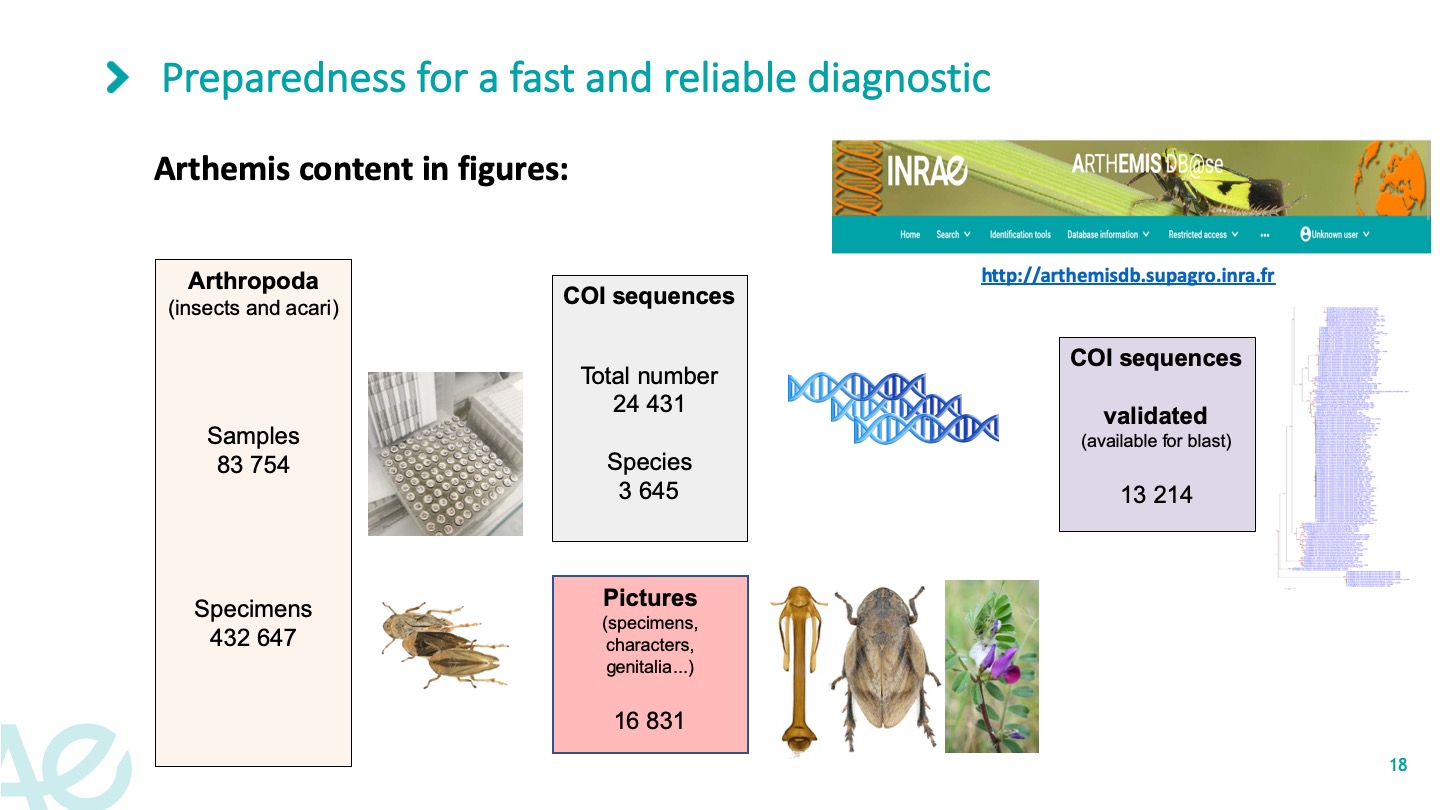 Preparedness for a fast and reliable diagnostic
Arthemis content in figures:
INRAE
ARTHEMIS DB@se
Home Search Identification tools Database information Restricted access ••• Unknown user
http://arthemisdb.supagro.inra.fr
Arthropoda
(insects and acari)
Samples
83 754
Specimens
432 647
COI sequences
Total number
24 431
Species
3 645
Pictures
(specimens,
characters,
genitalia...)
16 831
COI sequences
validated
(available for blast)
13 214
18